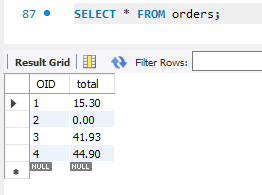 87 SELECT * FROM orders;
Result Grid Filter Rows:
OID total
1 15.30
2 0.00
3 41.93
4 44.90
NULL NULL